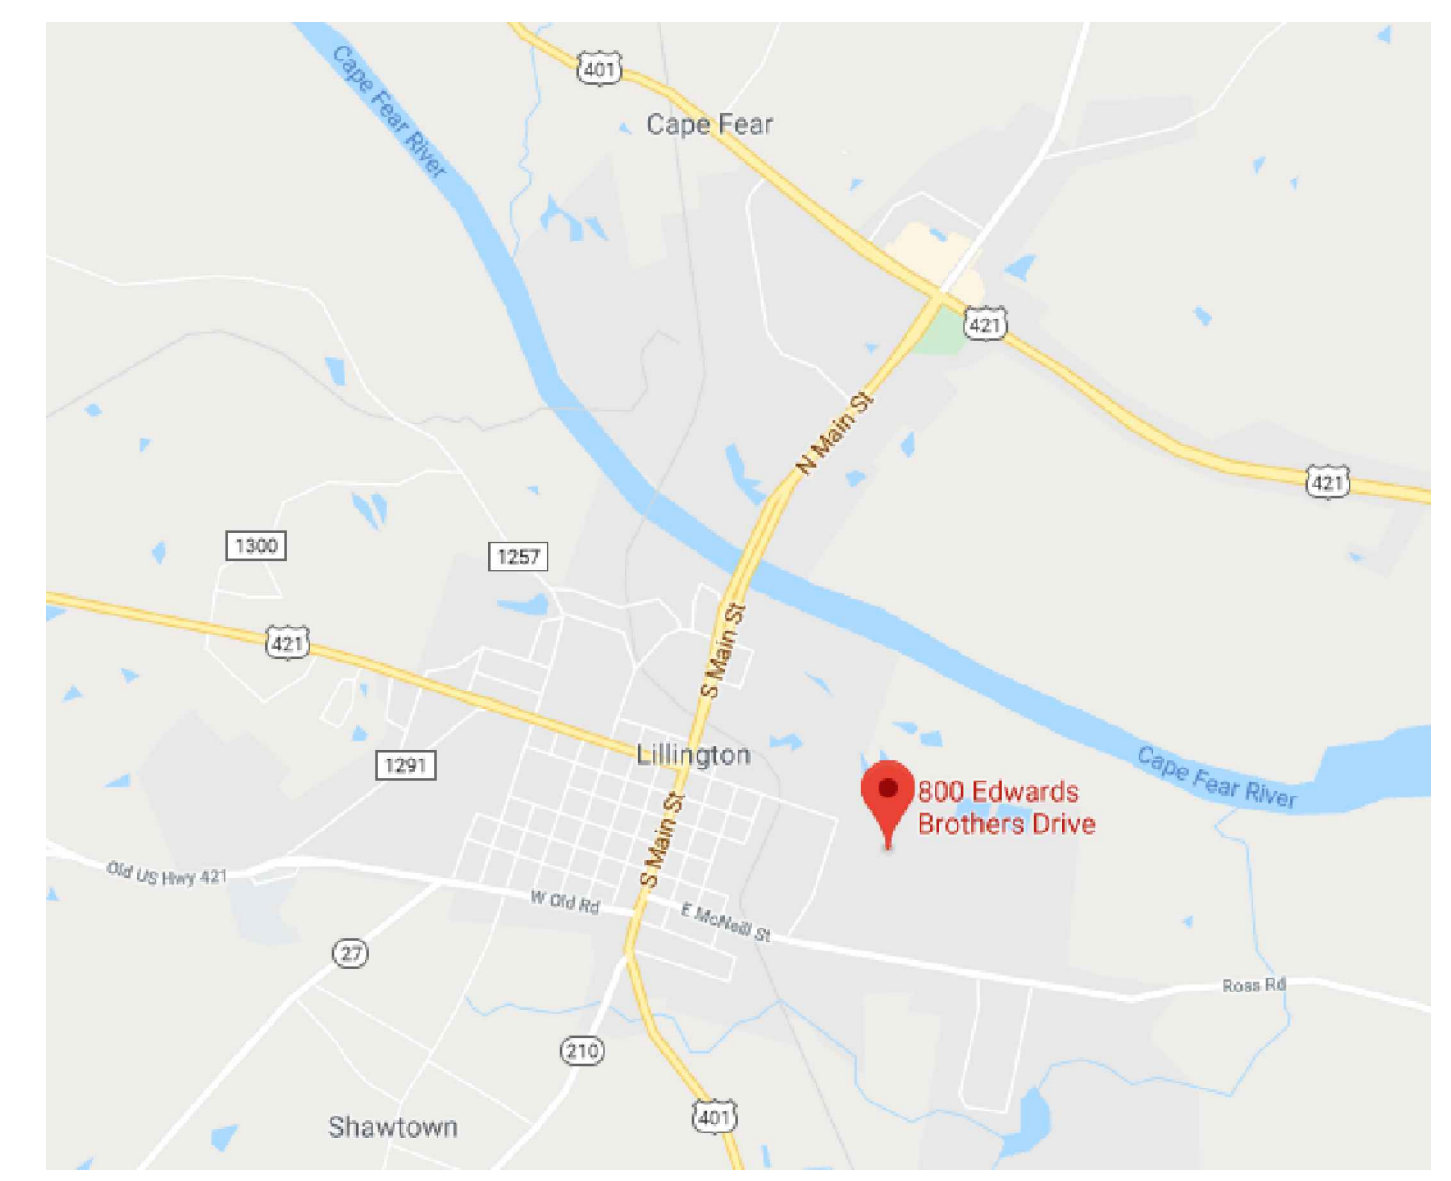 401
Cape Fear River
Cape Fear
421
N Main St
421
1300
1257
421
S Main St
Lillington
1291
Cape Fear River
800 Edwards
Brothers Drive
S Main St
Old US Hwy 421
W Old Rd
E McNeill St
27
Ross Rd
210
401
Shawtown